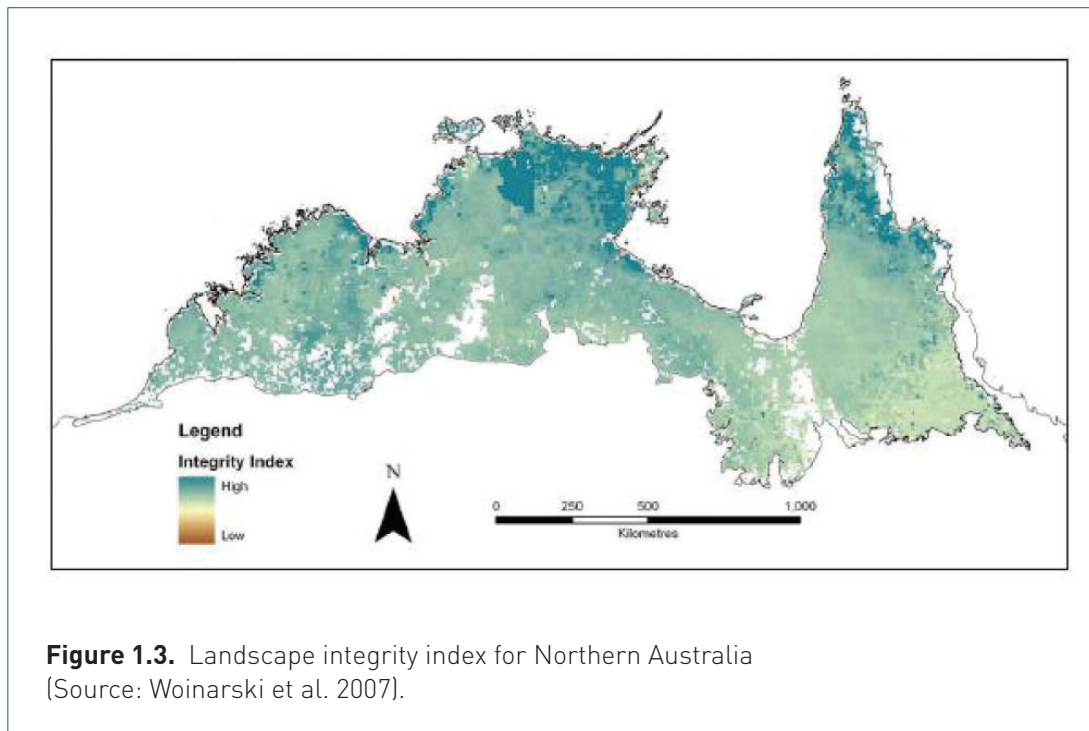 N
Legend
Integrity Index
High
Low
0 250 500 1,000
Kilometres
Figure 1.3. Landscape integrity index for Northern Australia
(Source: Woinarski et al. 2007).